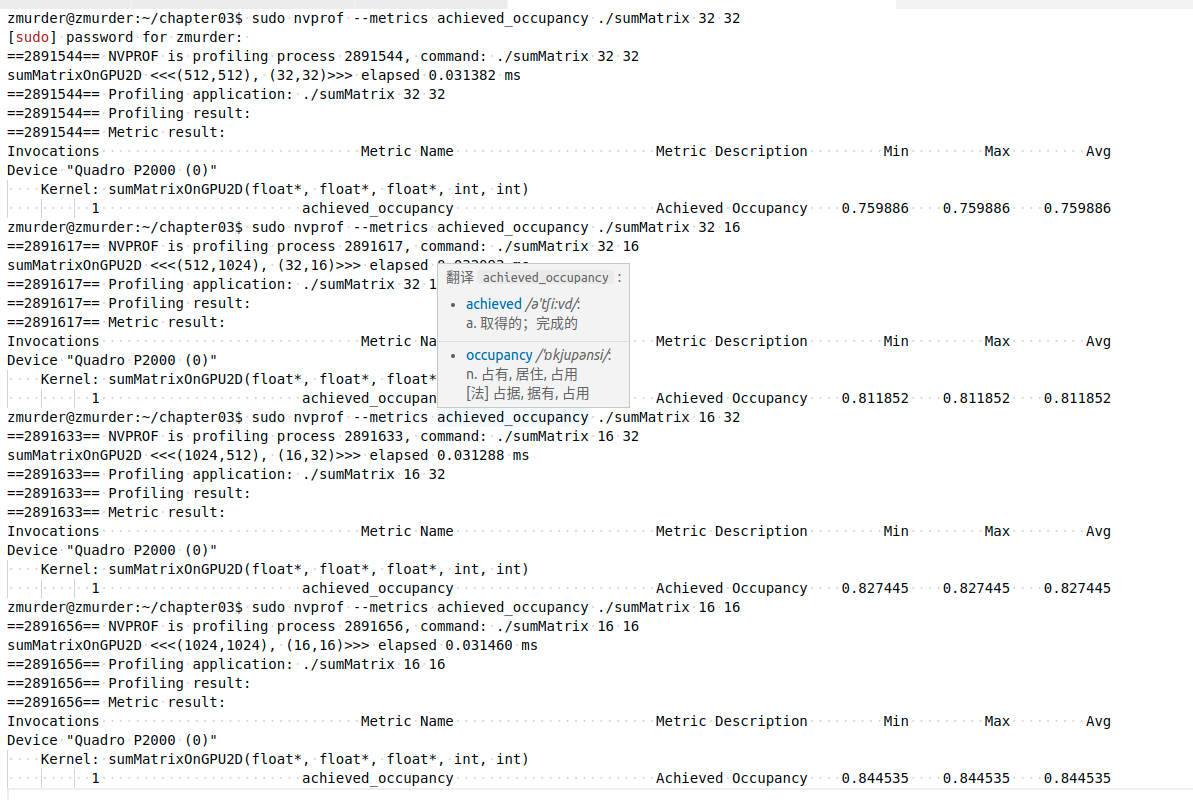 zmurder@zmurder:~/chapter03$ sudo nvprof --metrics achieved_occupancy ./sumMatrix 32 32
[sudo] password for zmurder:
==2891544== NVPROF is profiling process 2891544, command: ./sumMatrix 32 32
sumMatrixOnGPU2D <<<(512,512), (32,32)>>> elapsed 0.031382 ms
==2891544== Profiling application: ./sumMatrix 32 32
==2891544== Profiling result:
==2891544== Metric result:
Invocations Metric Name Metric Description Min Max Avg
Device "Quadro P2000 (0)"
Kernel: sumMatrixOnGPU2D(float*, float*, float*, int, int)
1 achieved_occupancy Achieved Occupancy 0.759886 0.759886 0.759886
zmurder@zmurder:~/chapter03$ sudo nvprof --metrics achieved_occupancy ./sumMatrix 32 16
==2891617== NVPROF is profiling process 2891617, command: ./sumMatrix 32 16
sumMatrixOnGPU2D <<<(512,1024), (32,16)>>> elapsed
==2891617== Profiling application: ./sumMatrix 32 1
==2891617== Profiling result:
==2891617== Metric result:
Invocations Metric Na Metric Description Min Max Avg
Device "Quadro P2000 (0)"
Kernel: sumMatrixOnGPU2D(float*, float*, float*
1 achieved_occupan Achieved Occupancy 0.811852 0.811852 0.811852
翻译 achieved_occupancy :
• achieved /ə'tʃi:vd/:
a. 取得的；完成的
• occupancy /'ɒkjupənsi/:
n. 占有, 居住, 占用
[法] 占据, 据有, 占用
zmurder@zmurder:~/chapter03$ sudo nvprof --metrics achieved_occupancy ./sumMatrix 16 32
==2891633== NVPROF is profiling process 2891633, command: ./sumMatrix 16 32
sumMatrixOnGPU2D <<<(1024,512), (16,32)>>> elapsed 0.031288 ms
==2891633== Profiling application: ./sumMatrix 16 32
==2891633== Profiling result:
==2891633== Metric result:
Invocations Metric Name Metric Description Min Max Avg
Device "Quadro P2000 (0)"
Kernel: sumMatrixOnGPU2D(float*, float*, float*, int, int)
1 achieved_occupancy Achieved Occupancy 0.827445 0.827445 0.827445
zmurder@zmurder:~/chapter03$ sudo nvprof --metrics achieved_occupancy ./sumMatrix 16 16
==2891656== NVPROF is profiling process 2891656, command: ./sumMatrix 16 16
sumMatrixOnGPU2D <<<(1024,1024), (16,16)>>> elapsed 0.031460 ms
==2891656== Profiling application: ./sumMatrix 16 16
==2891656== Profiling result:
==2891656== Metric result:
Invocations Metric Name Metric Description Min Max Avg
Device "Quadro P2000 (0)"
Kernel: sumMatrixOnGPU2D(float*, float*, float*, int, int)
1 achieved_occupancy Achieved Occupancy 0.844535 0.844535 0.844535